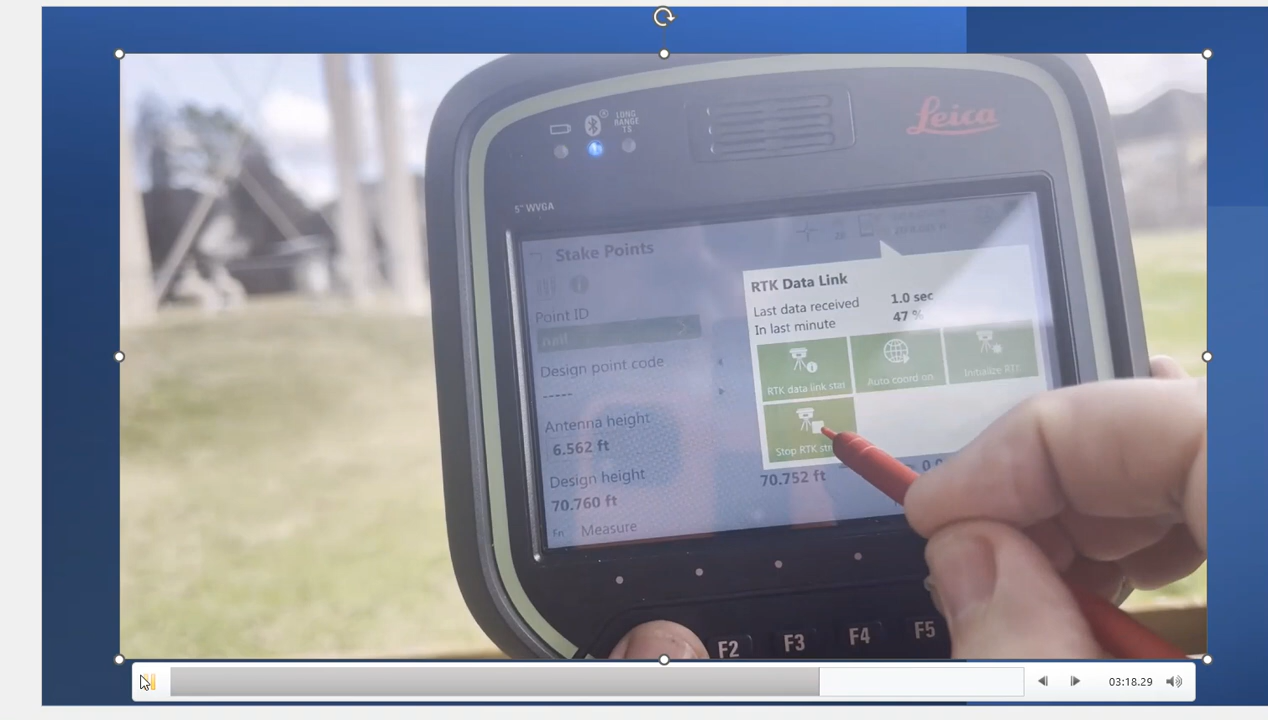 LONG
RANGE
TS
Leica
5" WVGA
Stake Points
Point ID
nail
Design point code
-----
Antenna height
6.562 ft
Design height
70.760 ft
Fn Measure
RTK Data Link
Last data received 1.0 sec
In last minute 47 %
RTK data link stat
Auto coord on
Initialize RTI
Stop RTK str
70.752 ft
F2 F3 F4 F5
03:18.29